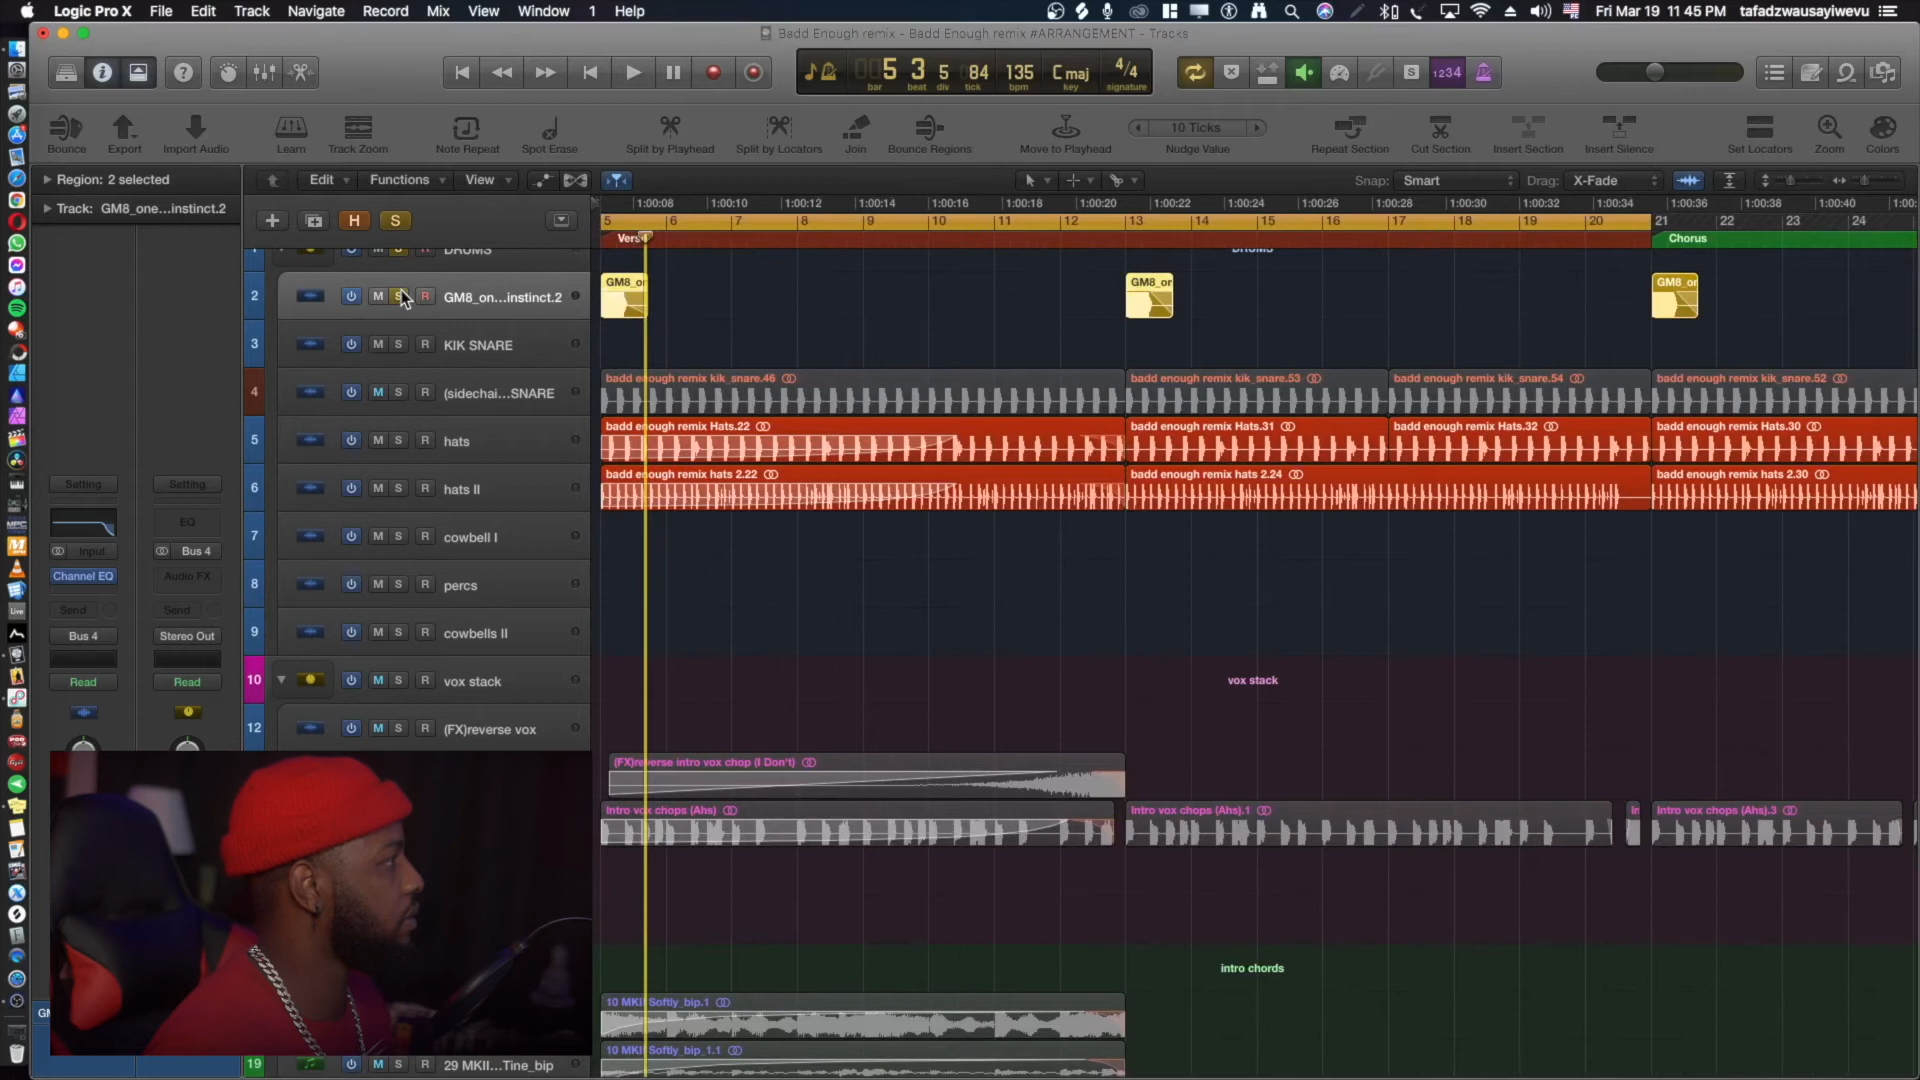 Logic Pro X File Edit Track Navigate Record Mix View Window 1 Help Fri Mar 19 11:45 PM tafadzwausayiwevu
Badd Enough remix - Badd Enough remix #ARRANGEMENT - Tracks
5 3 5 84 135 C maj 4/4
bar beat div tick bpm key signature
S 1234
10 Ticks
Bounce Export Import Audio Learn Track Zoom Note Repeat Spot Erase Split by Playhead Split by Locators Join Bounce Regions Move to Playhead Nudge Value Repeat Section Cut Section Insert Section Insert Silence Set Locators Zoom Colors
Region: 2 selected Edit Functions View Snap: Smart Drag: X-Fade
Track: GM8_one...instinct.2
1:00:08 1:00:10 1:00:12 1:00:14 1:00:16 1:00:18 1:00:20 1:00:22 1:00:24 1:00:26 1:00:28 1:00:30 1:00:32 1:00:34 1:00:36 1:00:38 1:00:40 1:00:
H S 5 6 7 8 9 10 11 12 13 14 15 16 17 18 19 20 21 22 23 24
Chorus
1 M S R DRUMS DRUMS
2 M S R GM8_on...instinct.2 GM8_or GM8_or GM8_or
3 M S R KIK SNARE
4 M S R (sidechai...SNARE badd enough remix kik_snare.46 badd enough remix kik_snare.53 badd enough remix kik_snare.54 badd enough remix kik_snare.52
5 M S R hats badd enough remix Hats.22 badd enough remix Hats.31 badd enough remix Hats.32 badd enough remix Hats.30
6 M S R hats II badd enough remix hats 2.22 badd enough remix hats 2.24 badd enough remix hats 2.30
7 M S R cowbell I
8 M S R percs
9 M S R cowbells II
10 M S R vox stack vox stack
12 M S R (FX)reverse vox
Setting Setting
EQ
Input Bus 4
Channel EQ Audio FX
Send Send
Bus 4 Stereo Out
Read Read
(FX)reverse intro vox chop (I Don't)
Intro vox chops (Ahs) Intro vox chops (Ahs).1 In Intro vox chops (Ahs).3
intro chords
10 MKII Softly_bip.1
10 MKII Softly_bip_1.1
19 M S R 29 MKII...Tine_bip